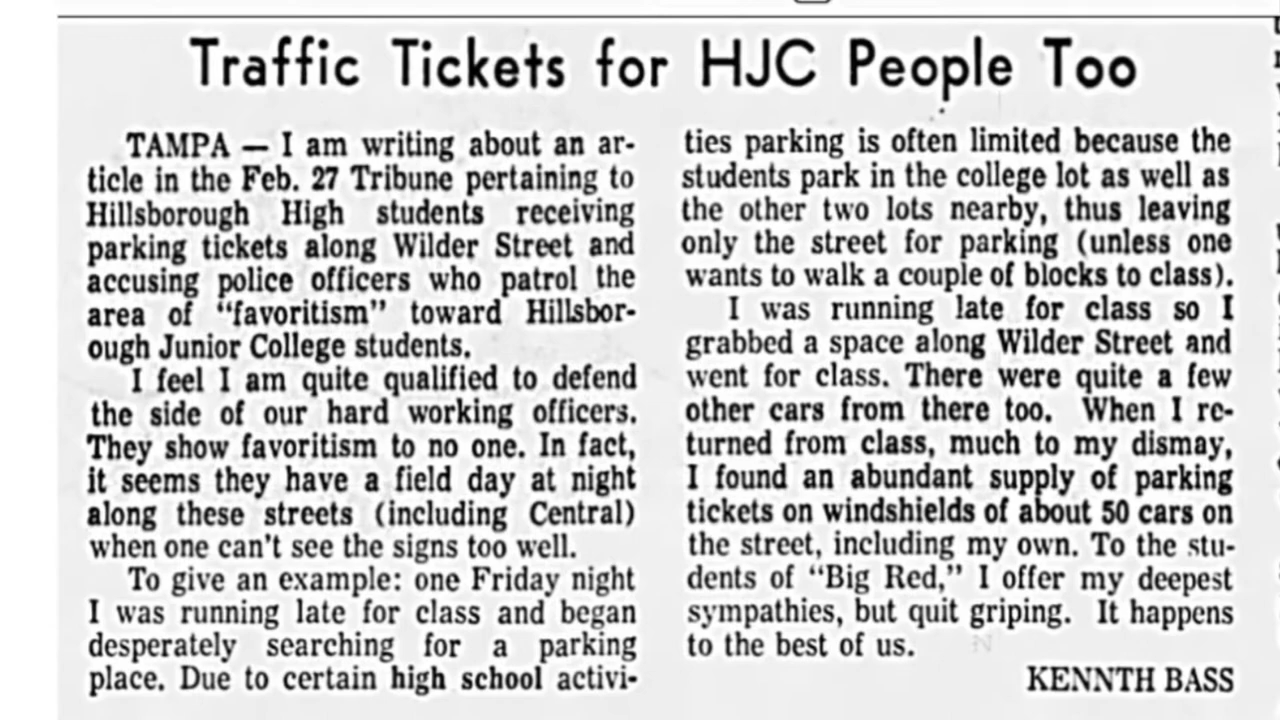 Traffic Tickets for HJC People Too
TAMPA — I am writing about an ar-
ticle in the Feb. 27 Tribune pertaining to
Hillsborough High students receiving
parking tickets along Wilder Street and
accusing police officers who patrol the
area of “favoritism” toward Hillsbor-
ough Junior College students.
I feel I am quite qualified to defend
the side of our hard working officers.
They show favoritism to no one. In fact,
it seems they have a field day at night
along these streets (including Central)
when one can't see the signs too well.
To give an example: one Friday night
I was running late for class and began
desperately searching for a parking
place. Due to certain high school activi-
ties parking is often limited because the
students park in the college lot as well as
the other two lots nearby, thus leaving
only the street for parking (unless one
wants to walk a couple of blocks to class).
I was running late for class so I
grabbed a space along Wilder Street and
went for class. There were quite a few
other cars from there too. When I re-
turned from class, much to my dismay,
I found an abundant supply of parking
tickets on windshields of about 50 cars on
the street, including my own. To the stu-
dents of “Big Red,” I offer my deepest
sympathies, but quit griping. It happens
to the best of us.
KENNTH BASS